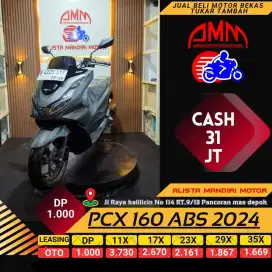 JUAL BELI MOTOR BEKAS
TUKAR TAMBAH
AMM
ALISTA MANDIRI MOTOR
CASH
31
JT
ALISTA MANDIRI MOTOR
DP
1.000
Jl Raya kalilicin No 114 RT.9/13 Pancoran mas depok
PCX 160 ABS 2024
LEASING DP 11X 17X 23X 29X 35X
OTO 1.000 3.730 2.670 2.161 1.867 1.669